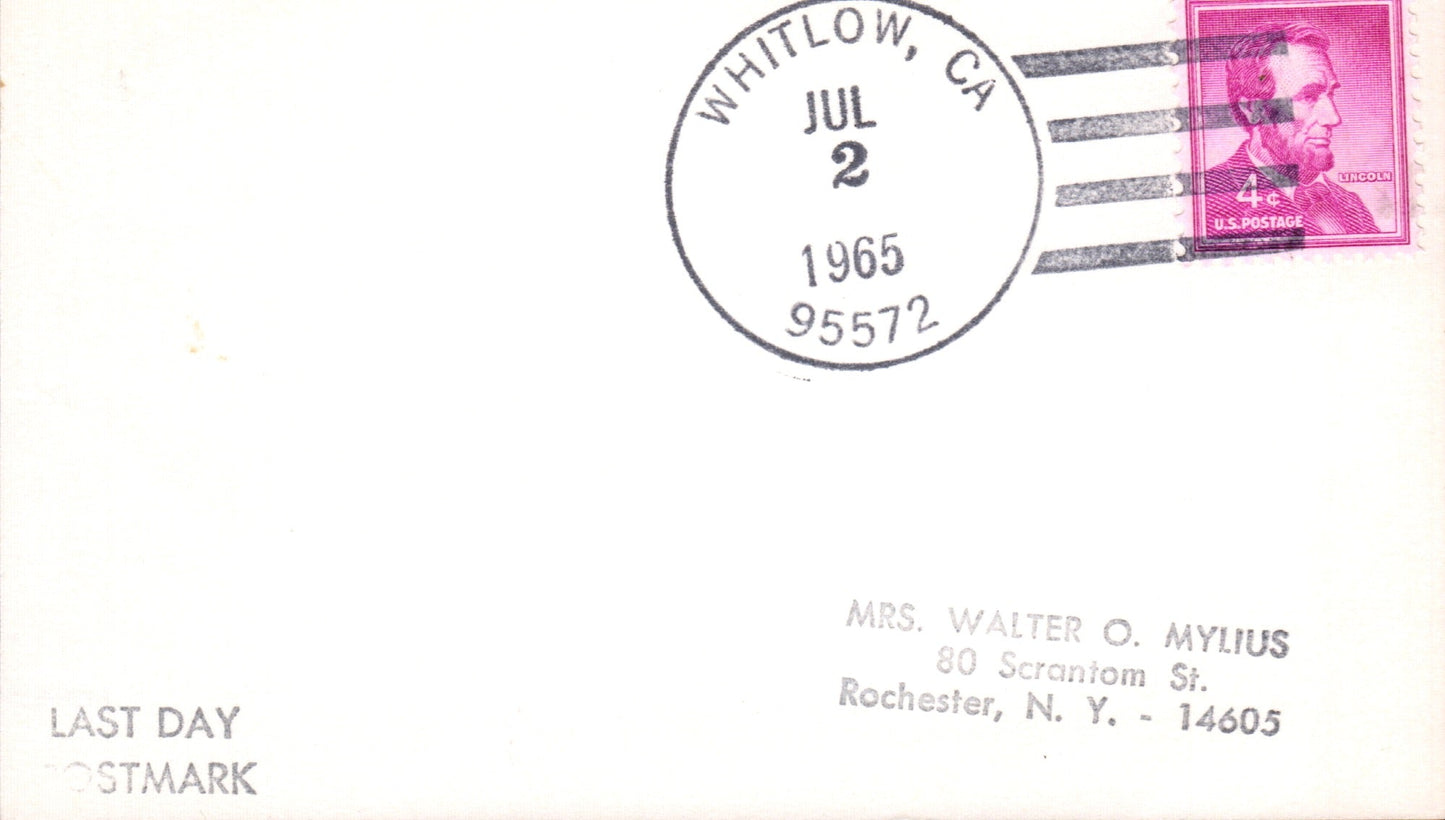 WHITLOW, CA
JUL
2
1965
95572
LINCOLN
4¢
U.S. POSTAGE
MRS. WALTER O. MYLIUS
80 Scrantom St.
Rochester, N. Y. - 14605
LAST DAY
POSTMARK